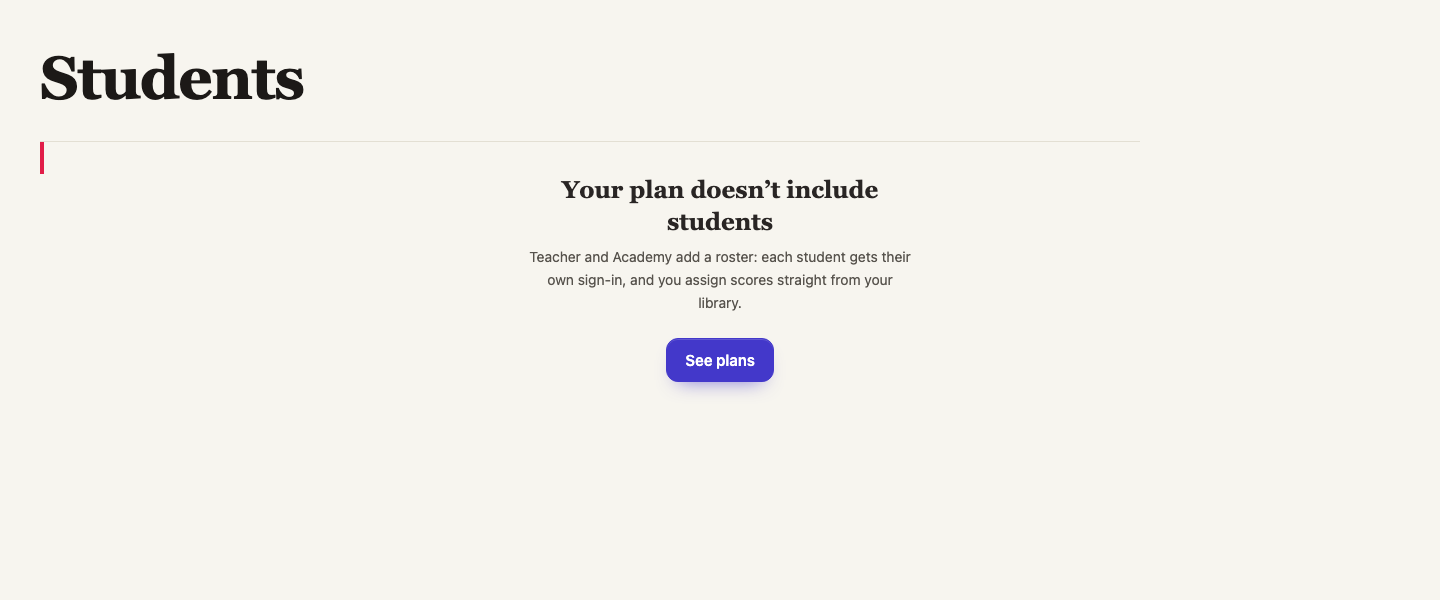 Students
Your plan doesn’t include
students
Teacher and Academy add a roster: each student gets their
own sign-in, and you assign scores straight from your
library.
See plans